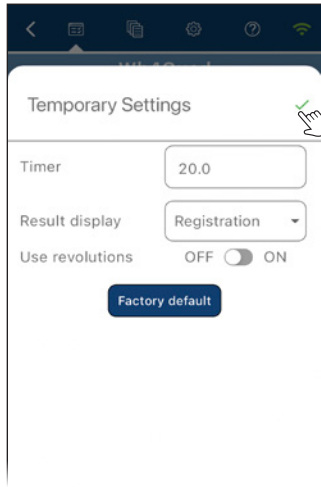 Temporary Settings
Timer 20.0
Result display Registration
Use revolutions OFF ON
Factory default